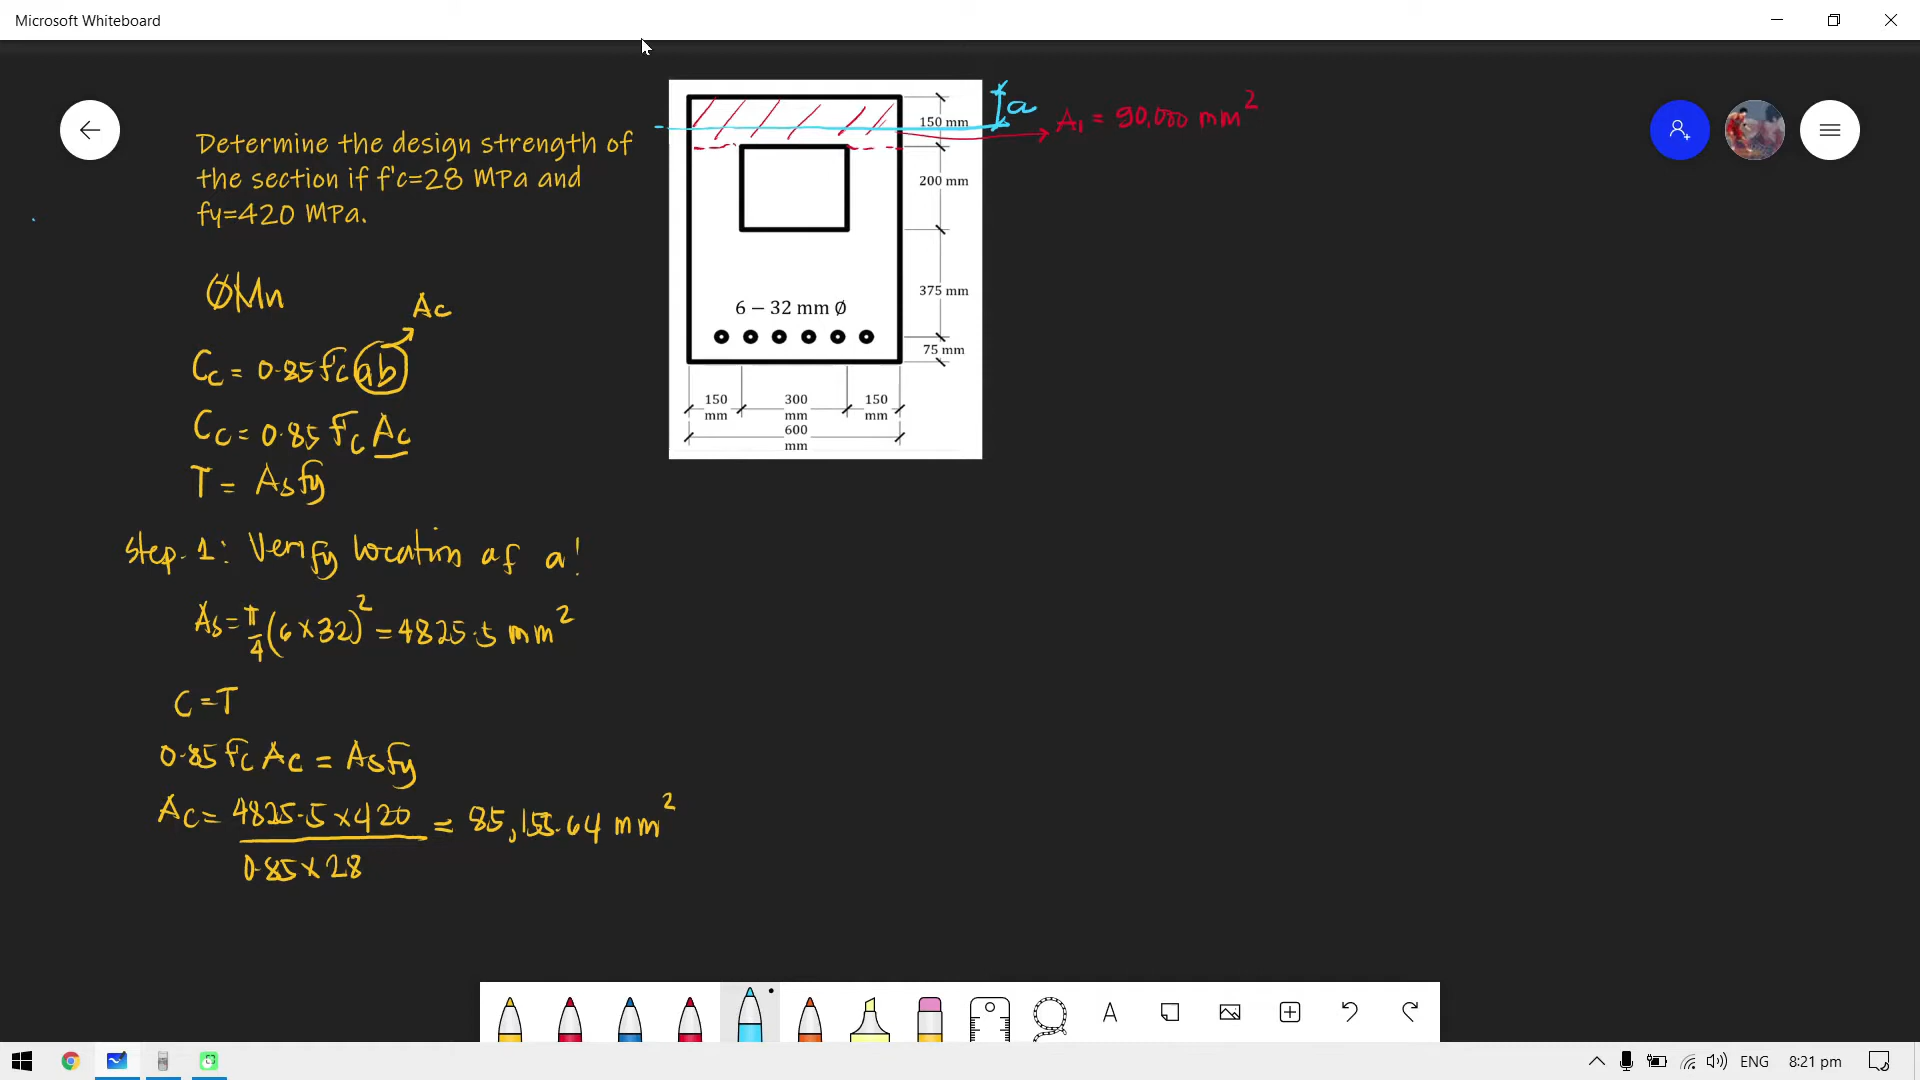 Microsoft Whiteboard
Determine the design strength of
the section if f'c=28 MPa and
fy=420 MPa.
ØMn
Ac
Cc = 0.85 f'c ab
Cc = 0.85 f'c Ac
T = Asfy
Step. 1: Verify location of a!
As = π/4 (6×32)² = 4825.5 mm²
C = T
0.85 f'c Ac = Asfy
Ac = 4825.5 × 420 = 85,155.64 mm²
0.85 × 28
a
A1 = 90,000 mm²
150 mm
200 mm
375 mm
6 – 32 mm Ø
75 mm
150 300 150
mm mm mm
600
mm
A
ENG
8:21 pm